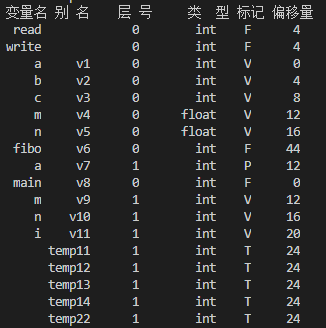 变量名 别 名 层 号 类 型 标记 偏移量
read 0 int F 4
write 0 int F 4
a v1 0 int V 0
b v2 0 int V 4
c v3 0 int V 8
m v4 0 float V 12
n v5 0 float V 16
fibo v6 0 int F 44
a v7 1 int P 12
main v8 0 int F 0
m v9 1 int V 12
n v10 1 int V 16
i v11 1 int V 20
temp11 1 int T 24
temp12 1 int T 24
temp13 1 int T 24
temp14 1 int T 24
temp22 1 int T 24